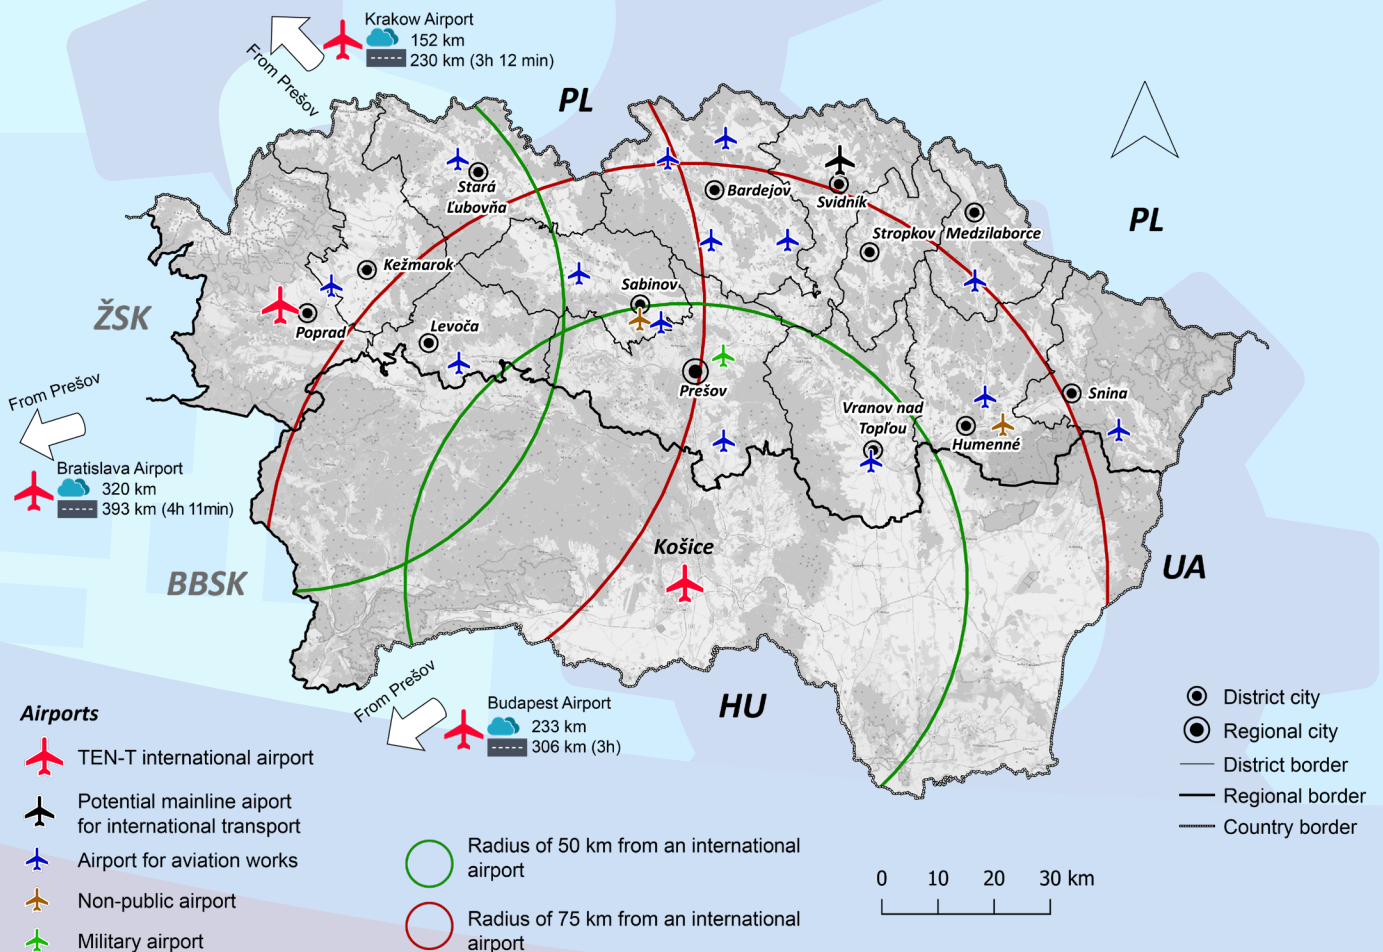 Krakow Airport
152 km
230 km (3h 12 min)
From Prešov
PL
Stará
Ľubovňa
Bardejov
Svidník
Stropkov
Medzilaborce
PL
Kežmarok
Sabinov
ŽSK
Poprad
Levoča
Prešov
Snina
Vranov nad
Topľou
Humenné
From Prešov
Bratislava Airport
320 km
393 km (4h 11min)
Košice
BBSK
UA
From Prešov
HU
Budapest Airport
233 km
306 km (3h)
Airports
TEN-T international airport
Potential mainline aiport
for international transport
Airport for aviation works
Non-public airport
Military airport
Radius of 50 km from an international
airport
Radius of 75 km from an international
airport
0 10 20 30 km
District city
Regional city
District border
Regional border
Country border